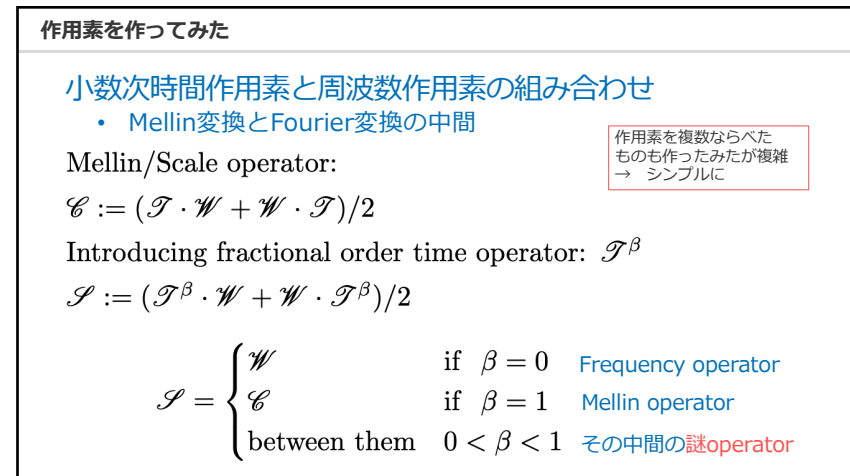 作用素を作ってみた
小数次時間作用素と周波数作用素の組み合わせ
• Mellin変換とFourier変換の中間
作用素を複数ならべた
ものも作ったみたが複雑
→ シンプルに
Mellin/Scale operator:
𝒞 := (𝒯 · 𝒲 + 𝒲 · 𝒯)/2
Introducing fractional order time operator: 𝒯^β
𝒮 := (𝒯^β · 𝒲 + 𝒲 · 𝒯^β)/2
𝒮 = { 𝒲 if β = 0 Frequency operator
𝒞 if β = 1 Mellin operator
between them 0 < β < 1 その中間の謎operator